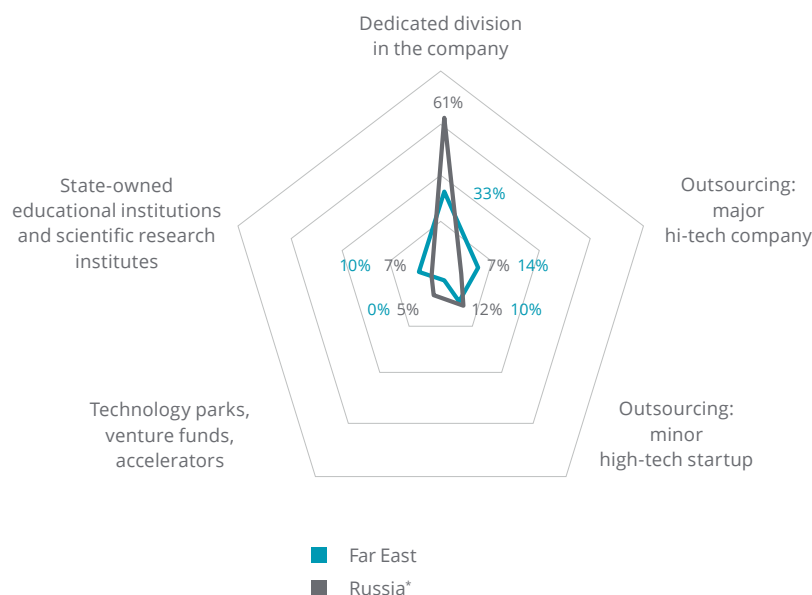 Dedicated division
in the company
61%
33%
State-owned
educational institutions
and scientific research
institutes
Outsourcing:
major
hi-tech company
10% 7% 7% 14%
0% 5% 12% 10%
Technology parks,
venture funds,
accelerators
Outsourcing:
minor
high-tech startup
Far East
Russia*